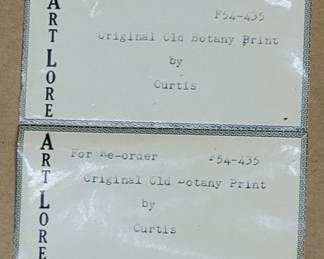 ART LORE
F54-435
Original Old Botany Print
by
Curtis
ART LORE
For Re-order F54-435
Original Old Botany Print
by
Curtis